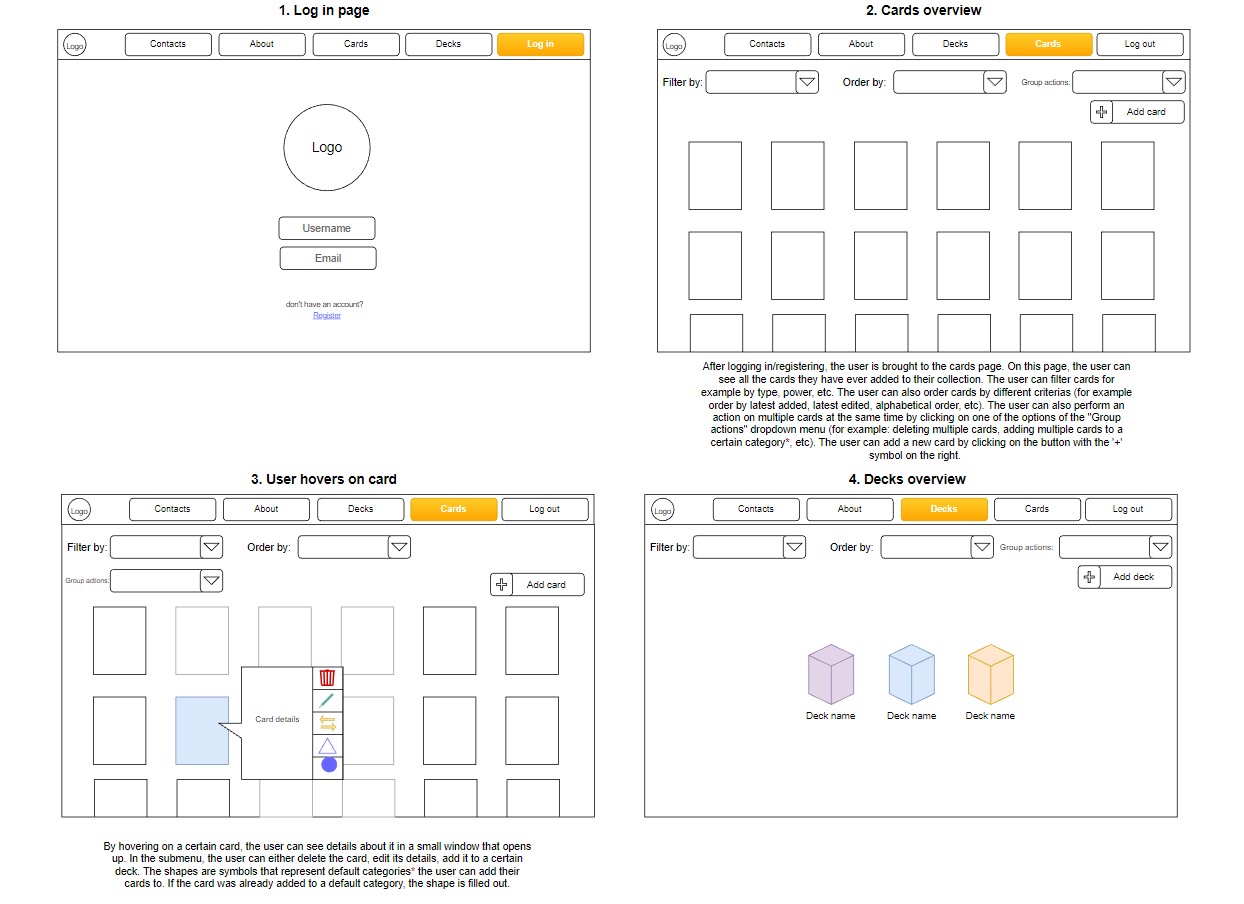 1. Log in page
Logo
Contacts
About
Cards
Decks
Log in
Logo
Username
Email
don't have an account?
Register
2. Cards overview
Logo
Contacts
About
Decks
Cards
Log out
Filter by:
Order by:
Group actions:
Add card
After logging in/registering, the user is brought to the cards page. On this page, the user can
see all the cards they have ever added to their collection. The user can filter cards for
example by type, power, etc. The user can also order cards by different criterias (for example
order by latest added, latest edited, alphabetical order, etc). The user can also perform an
action on multiple cards at the same time by clicking on one of the options of the "Group
actions" dropdown menu (for example: deleting multiple cards, adding multiple cards to a
certain category*, etc). The user can add a new card by clicking on the button with the '+'
symbol on the right.
3. User hovers on card
Logo
Contacts
About
Decks
Cards
Log out
Filter by:
Order by:
Group actions:
Add card
Card details
By hovering on a certain card, the user can see details about it in a small window that opens
up. In the submenu, the user can either delete the card, edit its details, add it to a certain
deck. The shapes are symbols that represent default categories* the user can add their
cards to. If the card was already added to a default category, the shape is filled out.
4. Decks overview
Logo
Contacts
About
Decks
Cards
Log out
Filter by:
Order by:
Group actions:
Add deck
Deck name
Deck name
Deck name